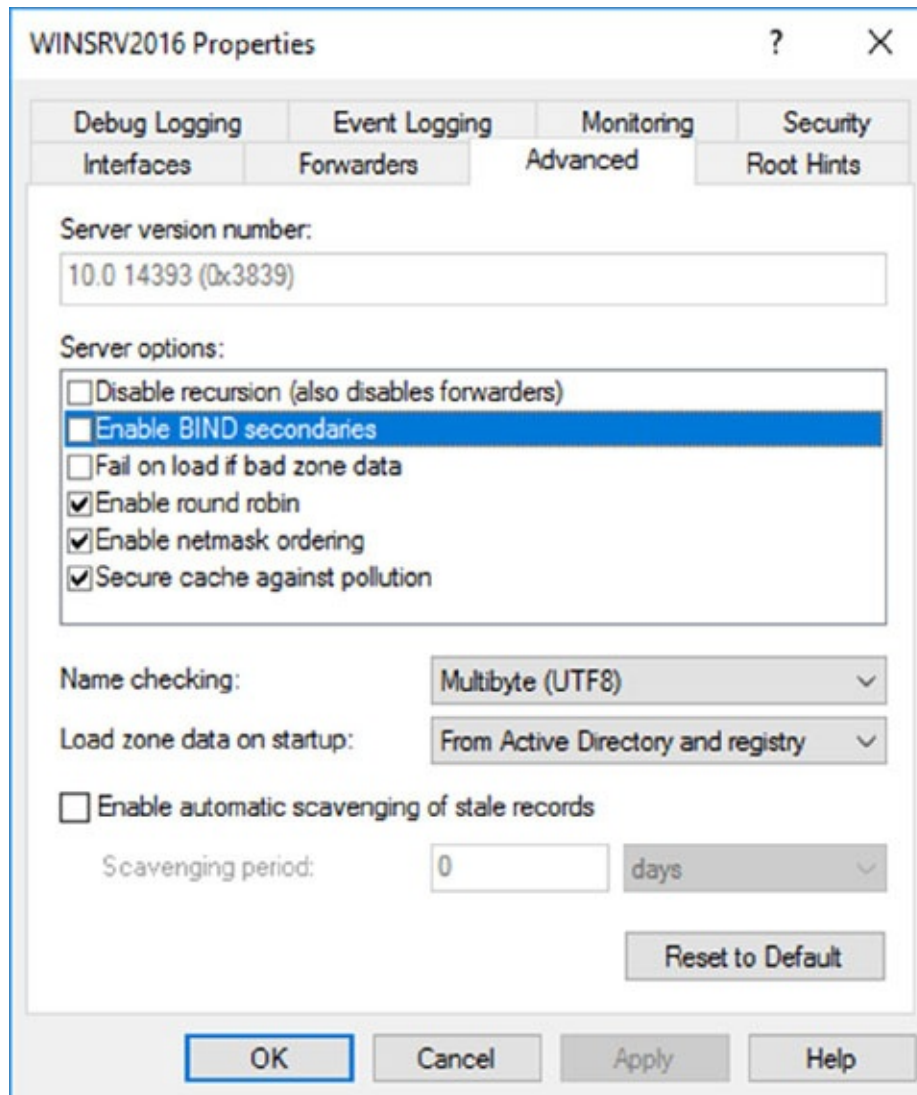 WINSRV2016 Properties ? X
Debug Logging Event Logging Monitoring Security
Interfaces Forwarders Advanced Root Hints
Server version number:
10.0 14393 (0x3839)
Server options:
Disable recursion (also disables forwarders)
Enable BIND secondaries
Fail on load if bad zone data
Enable round robin
Enable netmask ordering
Secure cache against pollution
Name checking: Multibyte (UTF8)
Load zone data on startup: From Active Directory and registry
Enable automatic scavenging of stale records
Scavenging period: 0 days
Reset to Default
OK Cancel Apply Help